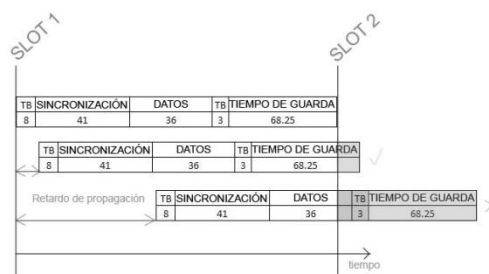 SLOT 1
SLOT 2
TB SINCRONIZACIÓN DATOS TB TIEMPO DE GUARDA
8 41 36 3 68.25
TB SINCRONIZACIÓN DATOS TB TIEMPO DE GUARDA
8 41 36 3 68.25
Retardo de propagación
TB SINCRONIZACIÓN DATOS TB TIEMPO DE GUARDA
8 41 36 3 68.25
tiempo